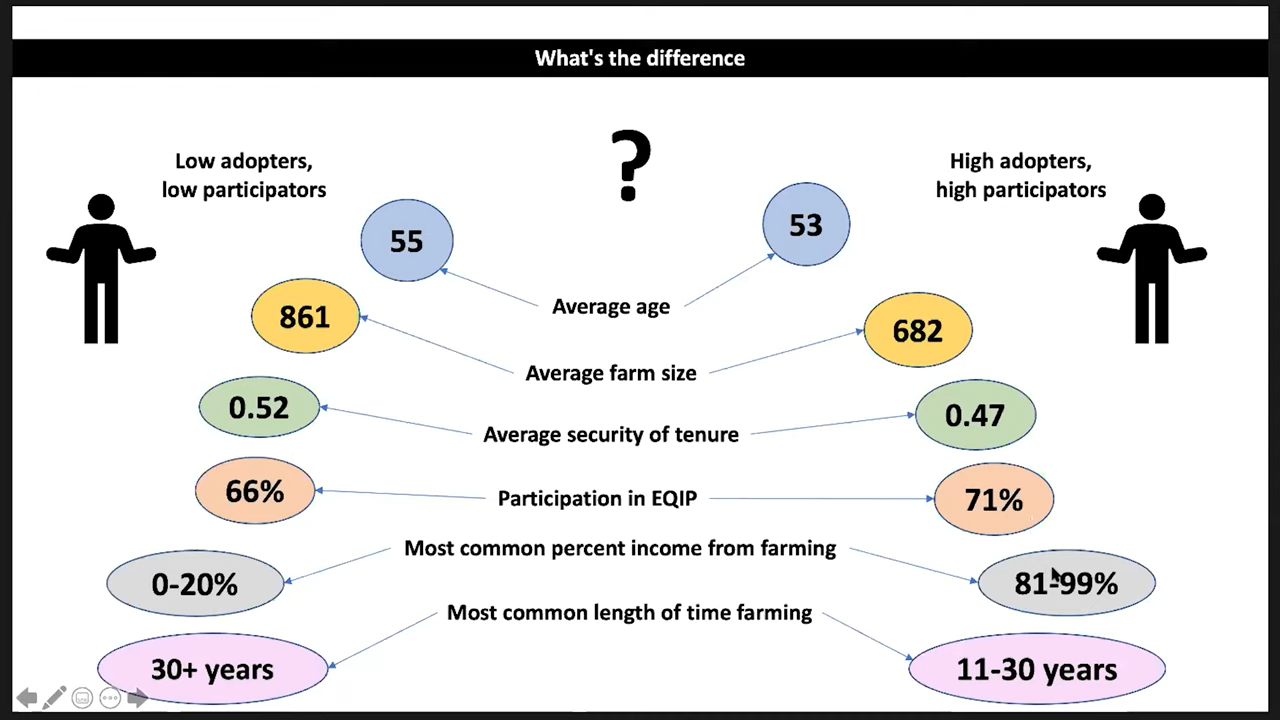 What's the difference
?
Low adopters,
low participators
High adopters,
high participators
55
53
Average age
861
682
Average farm size
0.52
0.47
Average security of tenure
66%
71%
Participation in EQIP
Most common percent income from farming
0-20%
81-99%
Most common length of time farming
30+ years
11-30 years